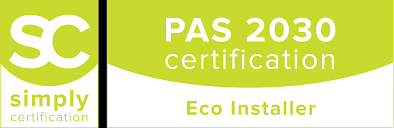 SC
simply
certification
PAS 2030
certification
Eco Installer